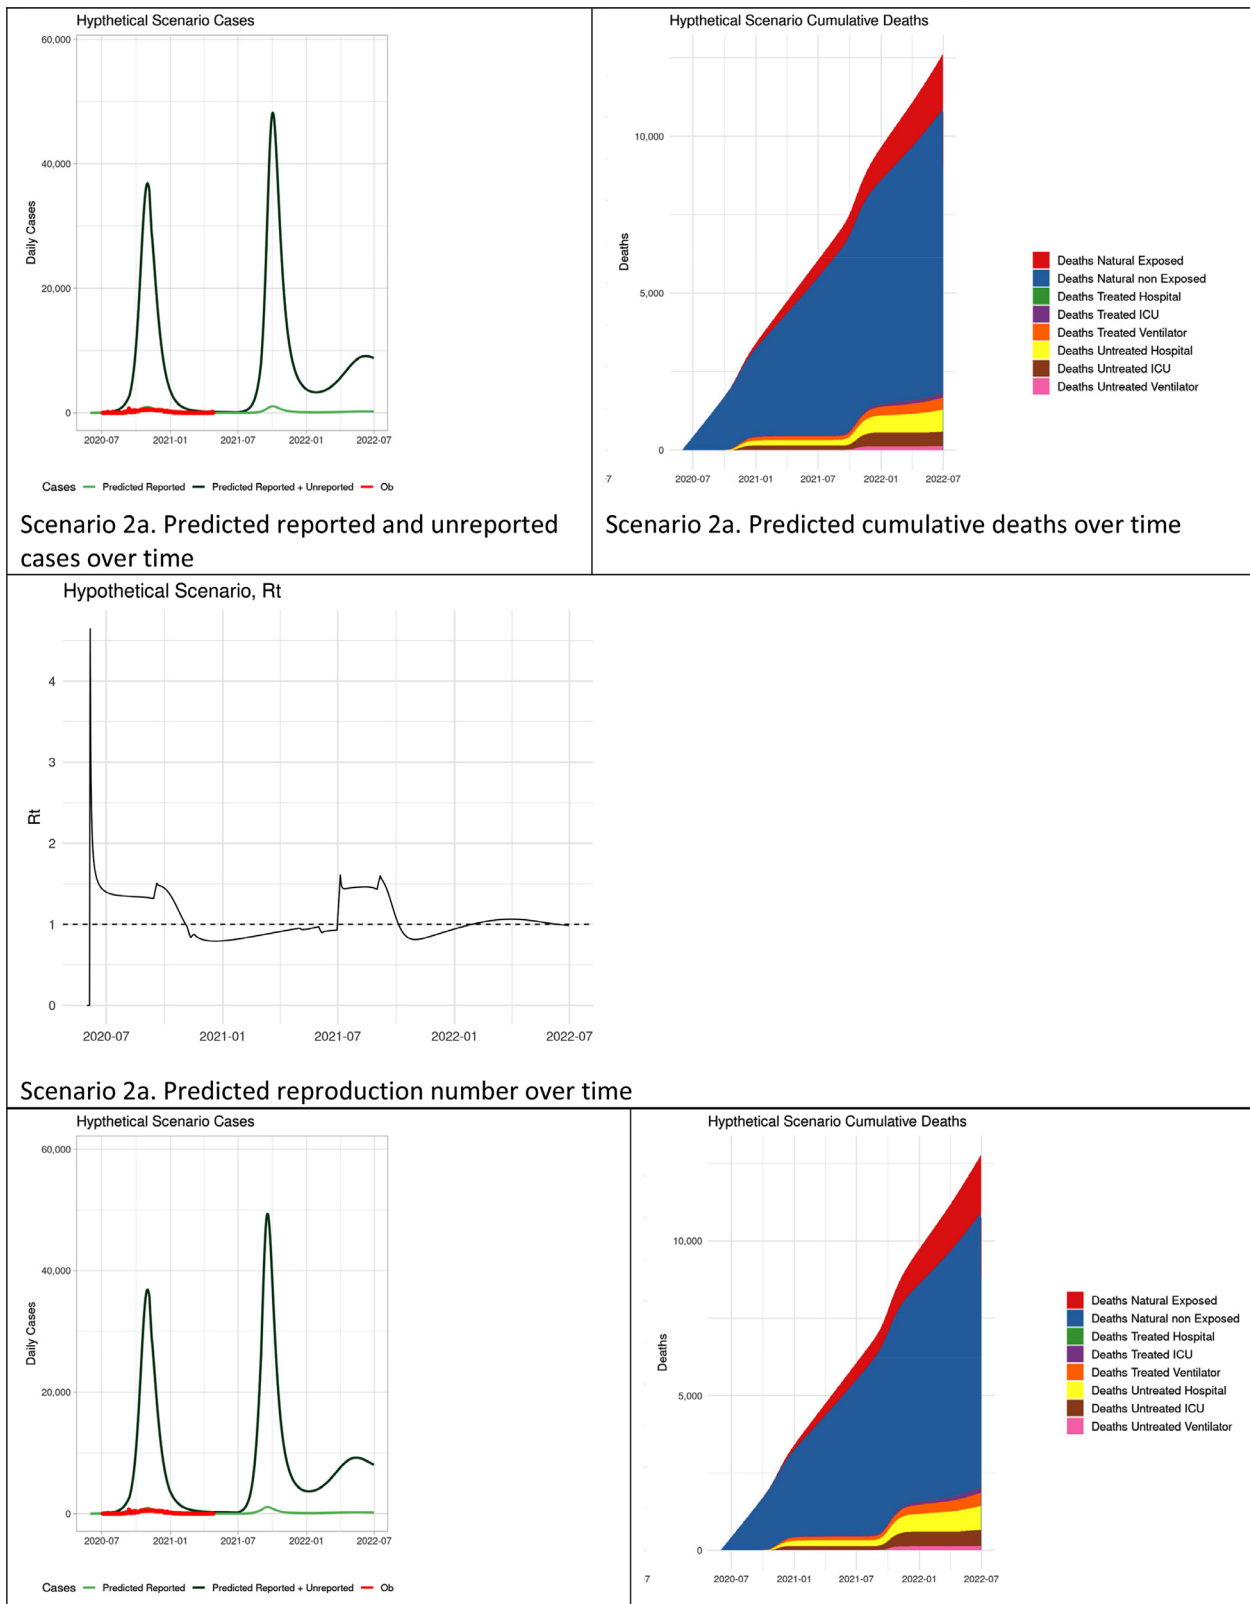 Hypthetical Scenario Cases
60,000
40,000
20,000
0
Daily Cases
2020-07 2021-01 2021-07 2022-01 2022-07
Cases Predicted Reported Predicted Reported + Unreported Ob
Scenario 2a. Predicted reported and unreported
cases over time
Hypthetical Scenario Cumulative Deaths
10,000
5,000
0
Deaths
-7 2020-07 2021-01 2021-07 2022-01 2022-07
Deaths Natural Exposed
Deaths Natural non Exposed
Deaths Treated Hospital
Deaths Treated ICU
Deaths Treated Ventilator
Deaths Untreated Hospital
Deaths Untreated ICU
Deaths Untreated Ventilator
Scenario 2a. Predicted cumulative deaths over time
Hypothetical Scenario, Rt
4
3
2
1
0
Rt
2020-07 2021-01 2021-07 2022-01 2022-07
Scenario 2a. Predicted reproduction number over time
Hypthetical Scenario Cases
60,000
40,000
20,000
0
Daily Cases
2020-07 2021-01 2021-07 2022-01 2022-07
Cases Predicted Reported Predicted Reported + Unreported Ob
Hypthetical Scenario Cumulative Deaths
10,000
5,000
0
Deaths
-7 2020-07 2021-01 2021-07 2022-01 2022-07
Deaths Natural Exposed
Deaths Natural non Exposed
Deaths Treated Hospital
Deaths Treated ICU
Deaths Treated Ventilator
Deaths Untreated Hospital
Deaths Untreated ICU
Deaths Untreated Ventilator